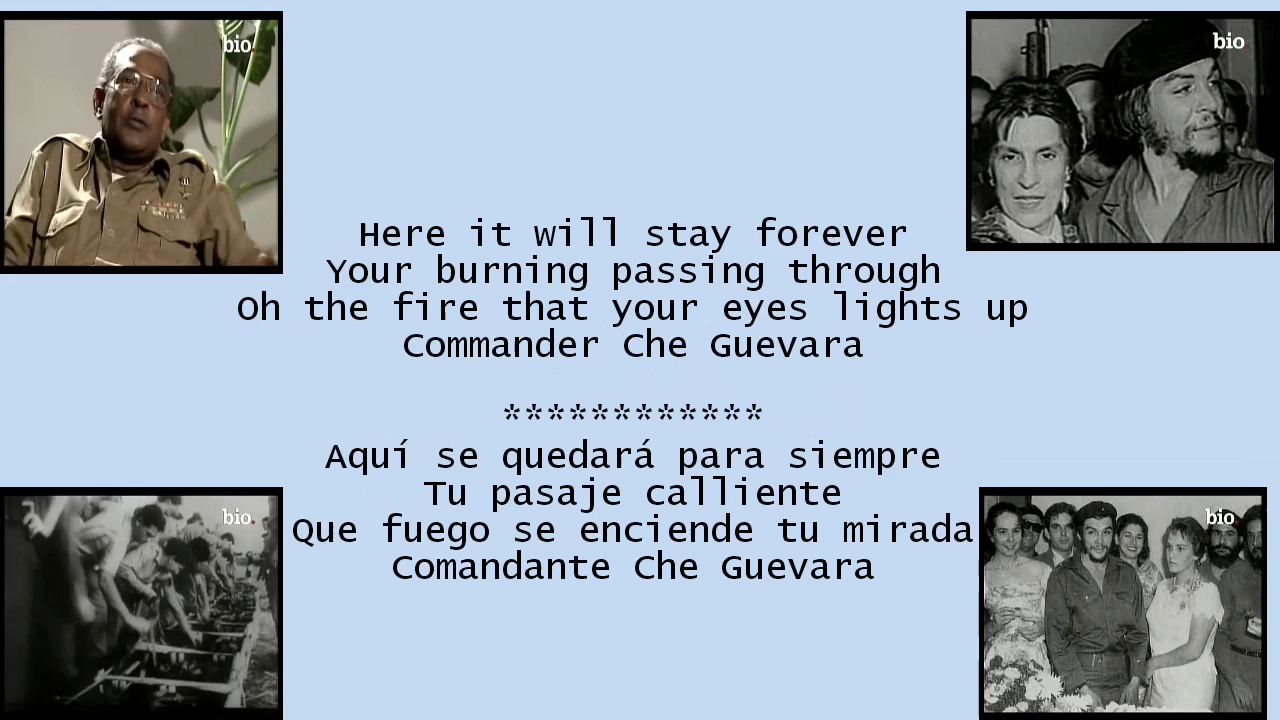 bio.
bio
Here it will stay forever
Your burning passing through
Oh the fire that your eyes lights up
Commander Che Guevara
************
Aquí se quedará para siempre
Tu pasaje calliente
Que fuego se enciende tu mirada
Comandante Che Guevara
bio.
bio.